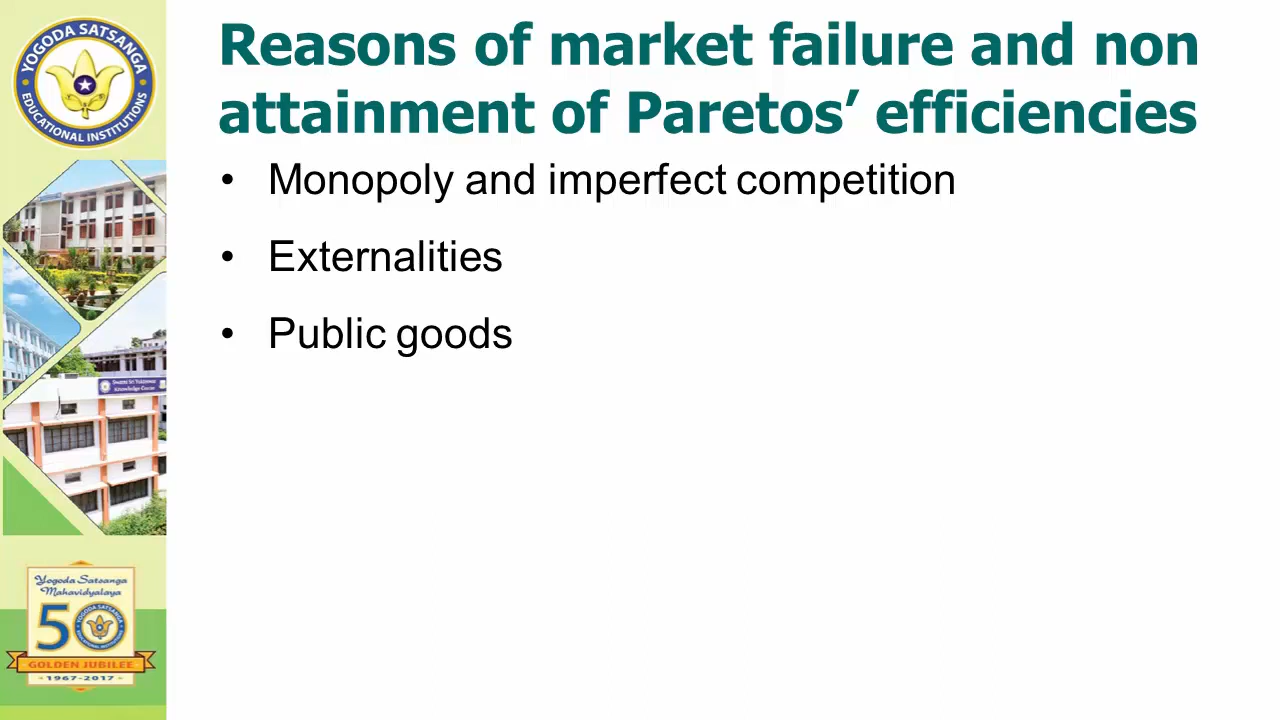 YOGODA SATSANGA
EDUCATIONAL INSTITUTIONS
Reasons of market failure and non
attainment of Paretos’ efficiencies
• Monopoly and imperfect competition
• Externalities
• Public goods
Yogoda Satsanga
Mahavidyalaya
50
GOLDEN JUBILEE
1967-2017